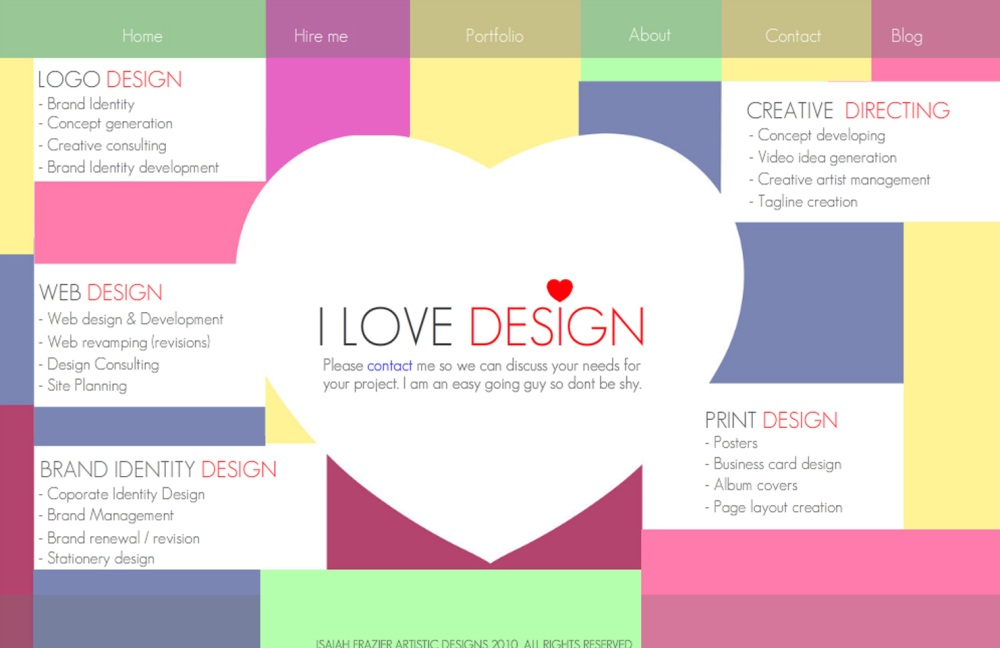 Home Hire me Portfolio About Contact Blog
LOGO DESIGN
- Brand Identity
- Concept generation
- Creative consulting
- Brand Identity development
CREATIVE DIRECTING
- Concept developing
- Video idea generation
- Creative artist management
- Tagline creation
WEB DESIGN
- Web design & Development
- Web revamping (revisions)
- Design Consulting
- Site Planning
I LOVE DESIGN
Please contact me so we can discuss your needs for
your project. I am an easy going guy so dont be shy.
BRAND IDENTITY DESIGN
- Coporate Identity Design
- Brand Management
- Brand renewal / revision
- Stationery design
PRINT DESIGN
- Posters
- Business card design
- Album covers
- Page layout creation
ISAIAH FRAZIER ARTISTIC DESIGNS 2010. ALL RIGHTS RESERVED